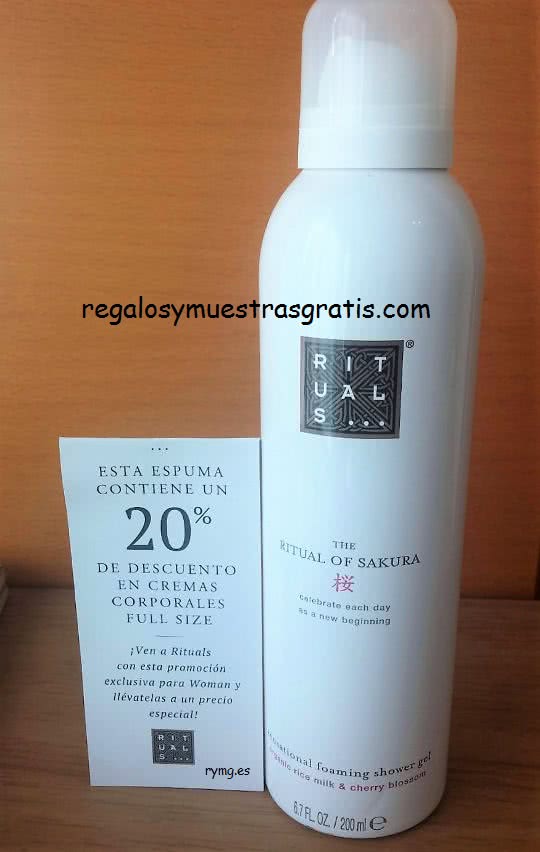 regalosymuestrasgratis.com
RIT
UAL
S...
®
THE
RITUAL OF SAKURA
桜
celebrate each day
as a new beginning
foaming shower gel
organic rice milk & cherry blossom
6.7 FL. OZ. / 200 ml ℮
...
ESTA ESPUMA
CONTIENE UN
20%
DE DESCUENTO
EN CREMAS
CORPORALES
FULL SIZE
¡Ven a Rituals
con esta promoción
exclusiva para Woman y
llévatelas a un precio
especial!
RIT
UAL
S...
rymg.es